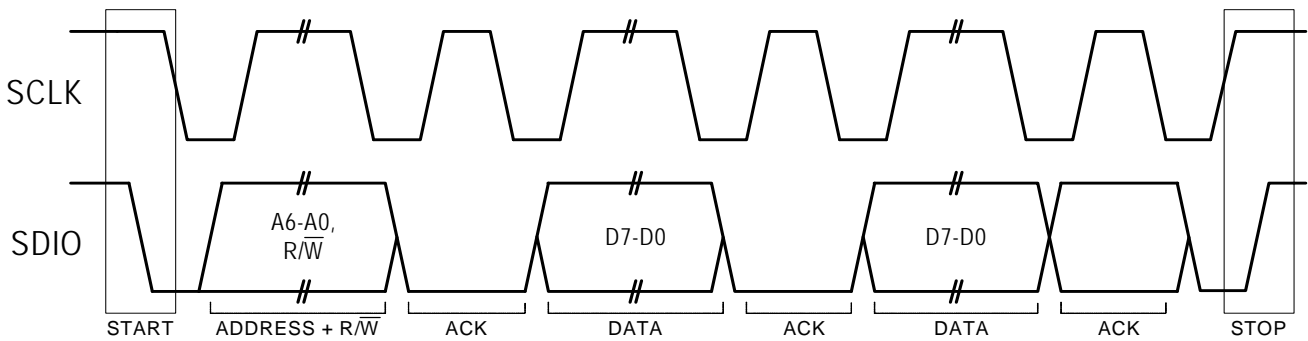 SCLK
SDIO
A6-A0,
R/W̅
D7-D0
D7-D0
START
ADDRESS + R/W̅
ACK
DATA
ACK
DATA
ACK
STOP